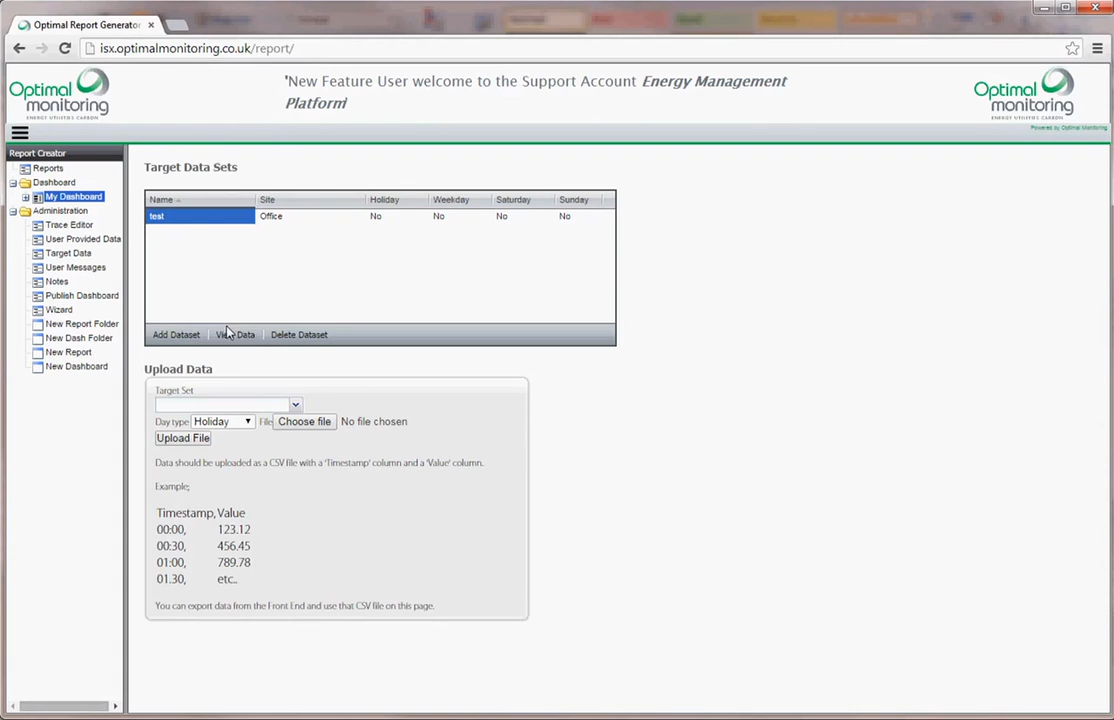 Optimal Report Generator
isx.optimalmonitoring.co.uk/report/
Optimal
monitoring
ENERGY UTILITIES CARBON
'New Feature User welcome to the Support Account Energy Management
Platform'
Optimal
monitoring
ENERGY UTILITIES CARBON
Powered by Optimal Monitoring
Report Creator
Reports
Dashboard
My Dashboard
Administration
Trace Editor
User Provided Data
Target Data
User Messages
Notes
Publish Dashboard
Wizard
New Report Folder
New Dash Folder
New Report
New Dashboard
Target Data Sets
Name Site Holiday Weekday Saturday Sunday
test Office No No No No
Add Dataset View Data Delete Dataset
Upload Data
Target Set
Day type Holiday File Choose file No file chosen
Upload File
Data should be uploaded as a CSV file with a 'Timestamp' column and a 'Value' column.
Example;
Timestamp, Value
00:00, 123.12
00:30, 456.45
01:00, 789.78
01.30, etc..
You can export data from the Front End and use that CSV file on this page.